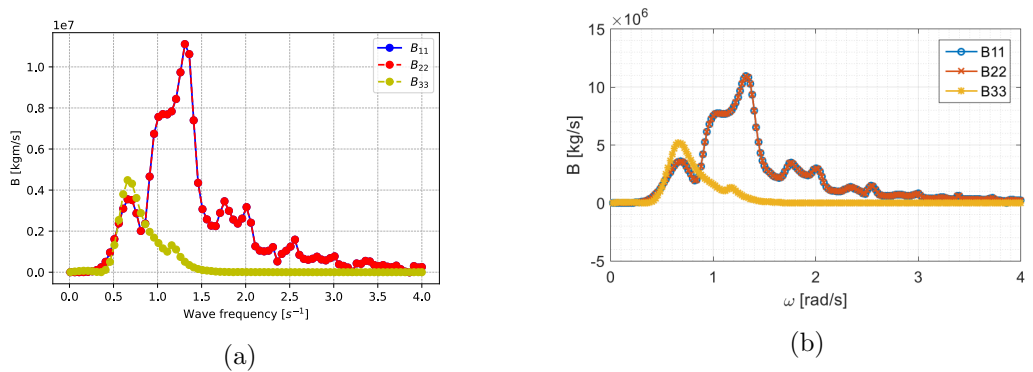 1e7
B [kgm/s]
1.0
0.8
0.6
0.4
0.2
0.0
0.0 0.5 1.0 1.5 2.0 2.5 3.0 3.5 4.0
Wave frequency [s⁻¹]
B₁₁
B₂₂
B₃₃
(a)
×10⁶
B [kg/s]
15
10
5
0
-5
0 1 2 3 4
ω [rad/s]
B11
B22
B33
(b)